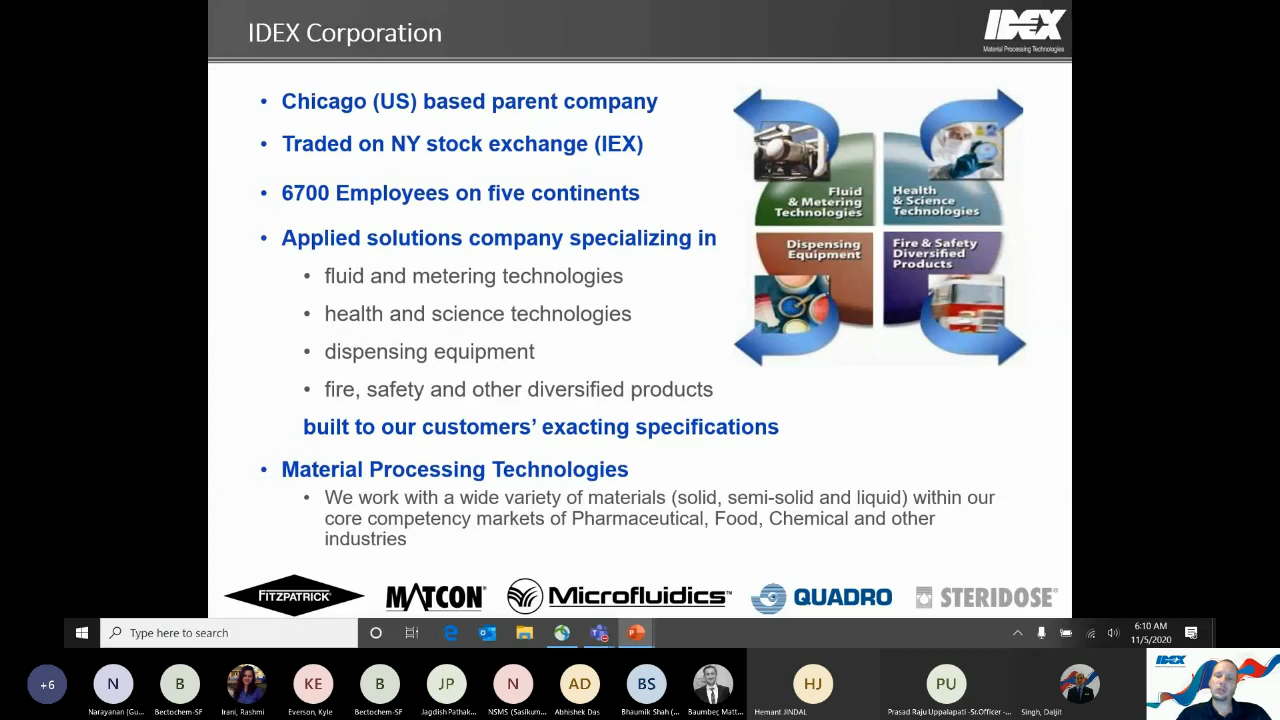 IDEX Corporation
IDEX
Material Processing Technologies
• Chicago (US) based parent company
• Traded on NY stock exchange (IEX)
• 6700 Employees on five continents
• Applied solutions company specializing in
• fluid and metering technologies
• health and science technologies
• dispensing equipment
• fire, safety and other diversified products
built to our customers’ exacting specifications
• Material Processing Technologies
• We work with a wide variety of materials (solid, semi-solid and liquid) within our
core competency markets of Pharmaceutical, Food, Chemical and other
industries
Fluid
& Metering
Technologies
Health
& Science
Technologies
Dispensing
Equipment
Fire & Safety
Diversified
Products
FITZPATRICK
MATCON®
Microfluidics™
QUADRO
STERIDOSE
Type here to search
6:10 AM
11/5/2020
+6
N
B
KE
B
JP
N
AD
BS
HJ
PU
Narayanan (Gu...
Bectochem-SF
Irani, Rashmi
Everson, Kyle
Bectochem-SF
Jagdish Pathak...
NSMS (Sasikum...
Abhishek Das
Bhaumik Shah (...
Baumber, Matt...
Hemant JINDAL
Prasad Raju Uppalapati -Sr.Officer -...
Singh, Daljit
IDEX